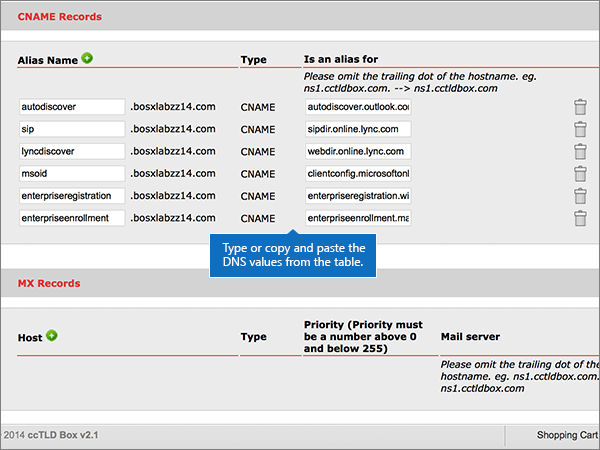 CNAME Records
Alias Name Type Is an alias for
Please omit the trailing dot of the hostname. eg.
ns1.cctldbox.com. --> ns1.cctldbox.com
autodiscover .bosxlabzz14.com CNAME autodiscover.outlook.co
sip .bosxlabzz14.com CNAME sipdir.online.lync.com
lyncdiscover .bosxlabzz14.com CNAME webdir.online.lync.com
msoid .bosxlabzz14.com CNAME clientconfig.microsoftonl
enterpriseregistration .bosxlabzz14.com CNAME enterpriseregistration.wi
enterpriseenrollment .bosxlabzz14.com CNAME enterpriseenrollment.ma
Type or copy and paste the
DNS values from the table.
MX Records
Host Type Priority (Priority must
be a number above 0
and below 255) Mail server
Please omit the trailing dot of the
hostname. eg. ns1.cctldbox.com.
ns1.cctldbox.com
2014 ccTLD Box v2.1 Shopping Cart